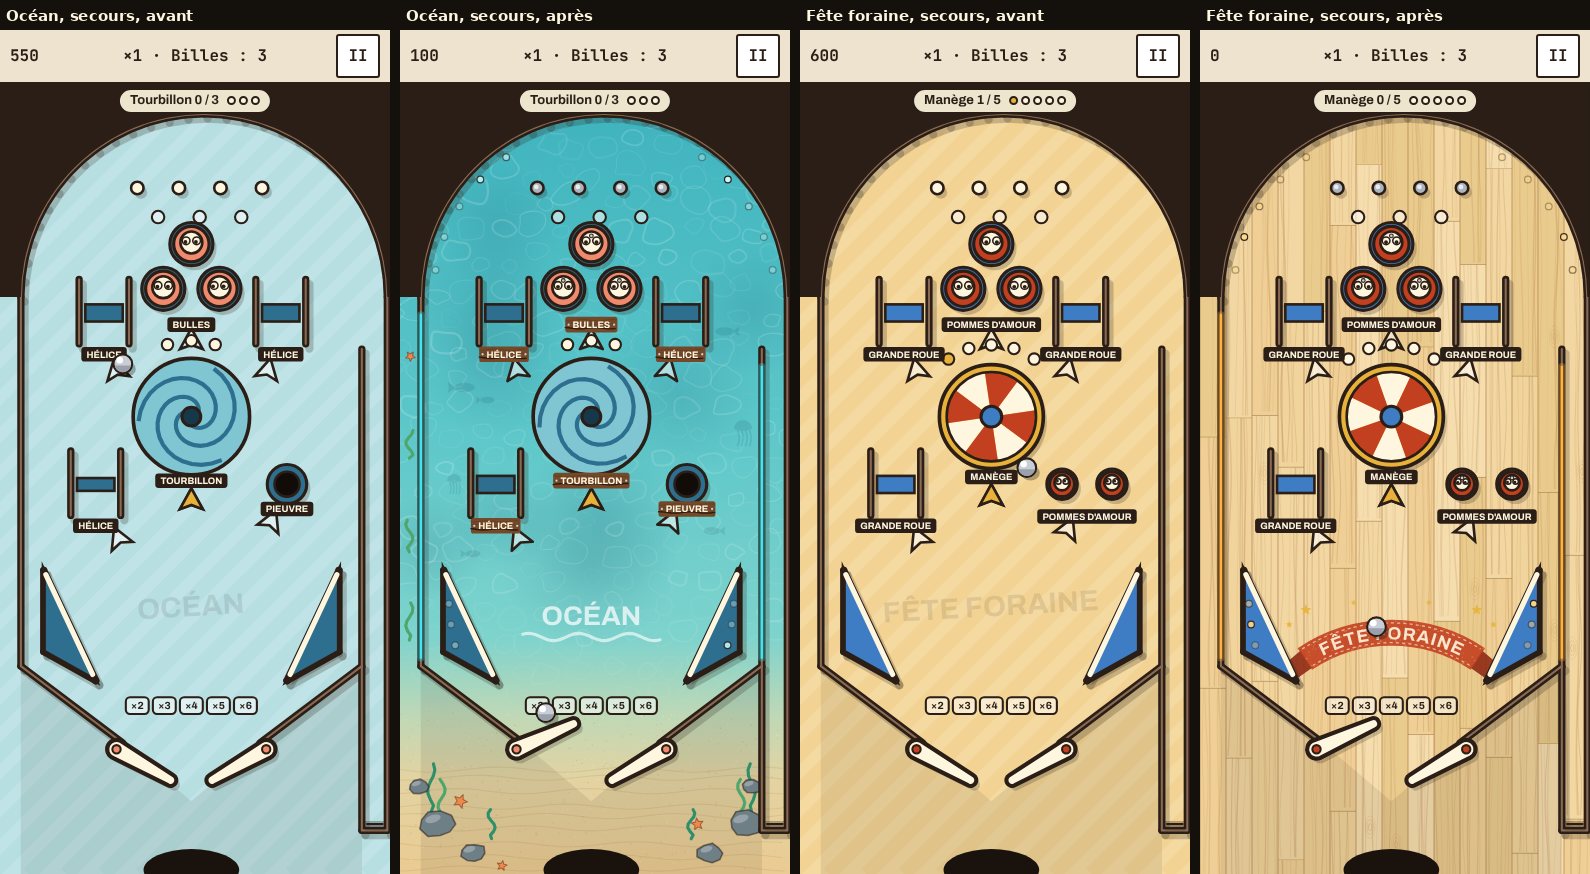 Océan, secours, avant
550
×1 · Billes : 3
II
Tourbillon 0 / 3
BULLES
HÉLICE
HÉLICE
TOURBILLON
PIEUVRE
HÉLICE
OCÉAN
×2 ×3 ×4 ×5 ×6
Océan, secours, après
100
×1 · Billes : 3
II
Tourbillon 0 / 3
BULLES
HÉLICE
HÉLICE
TOURBILLON
PIEUVRE
HÉLICE
OCÉAN
×3 ×4 ×5 ×6
Fête foraine, secours, avant
600
×1 · Billes : 3
II
Manège 1 / 5
POMMES D'AMOUR
GRANDE ROUE
GRANDE ROUE
MANÈGE
POMMES D'AMOUR
GRANDE ROUE
FÊTE FORAINE
×2 ×3 ×4 ×5 ×6
Fête foraine, secours, après
0
×1 · Billes : 3
II
Manège 0 / 5
POMMES D'AMOUR
GRANDE ROUE
GRANDE ROUE
MANÈGE
POMMES D'AMOUR
GRANDE ROUE
FÊTE FORAINE
×2 ×3 ×4 ×5 ×6